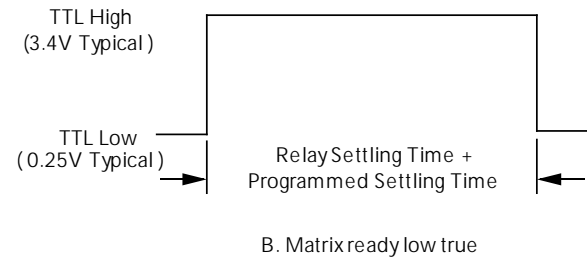 TTL High
(3.4V Typical)
TTL Low
(0.25V Typical)
Relay Settling Time +
Programmed Settling Time
B. Matrix ready low true